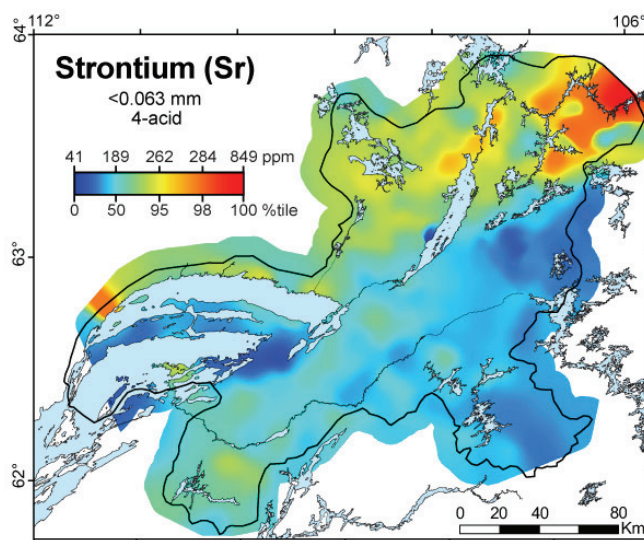 112°
106°
64°
Strontium (Sr)
<0.063 mm
4-acid
41 189 262 284 849 ppm
0 50 95 98 100 %tile
63°
62°
0 20 40 60 80
Km